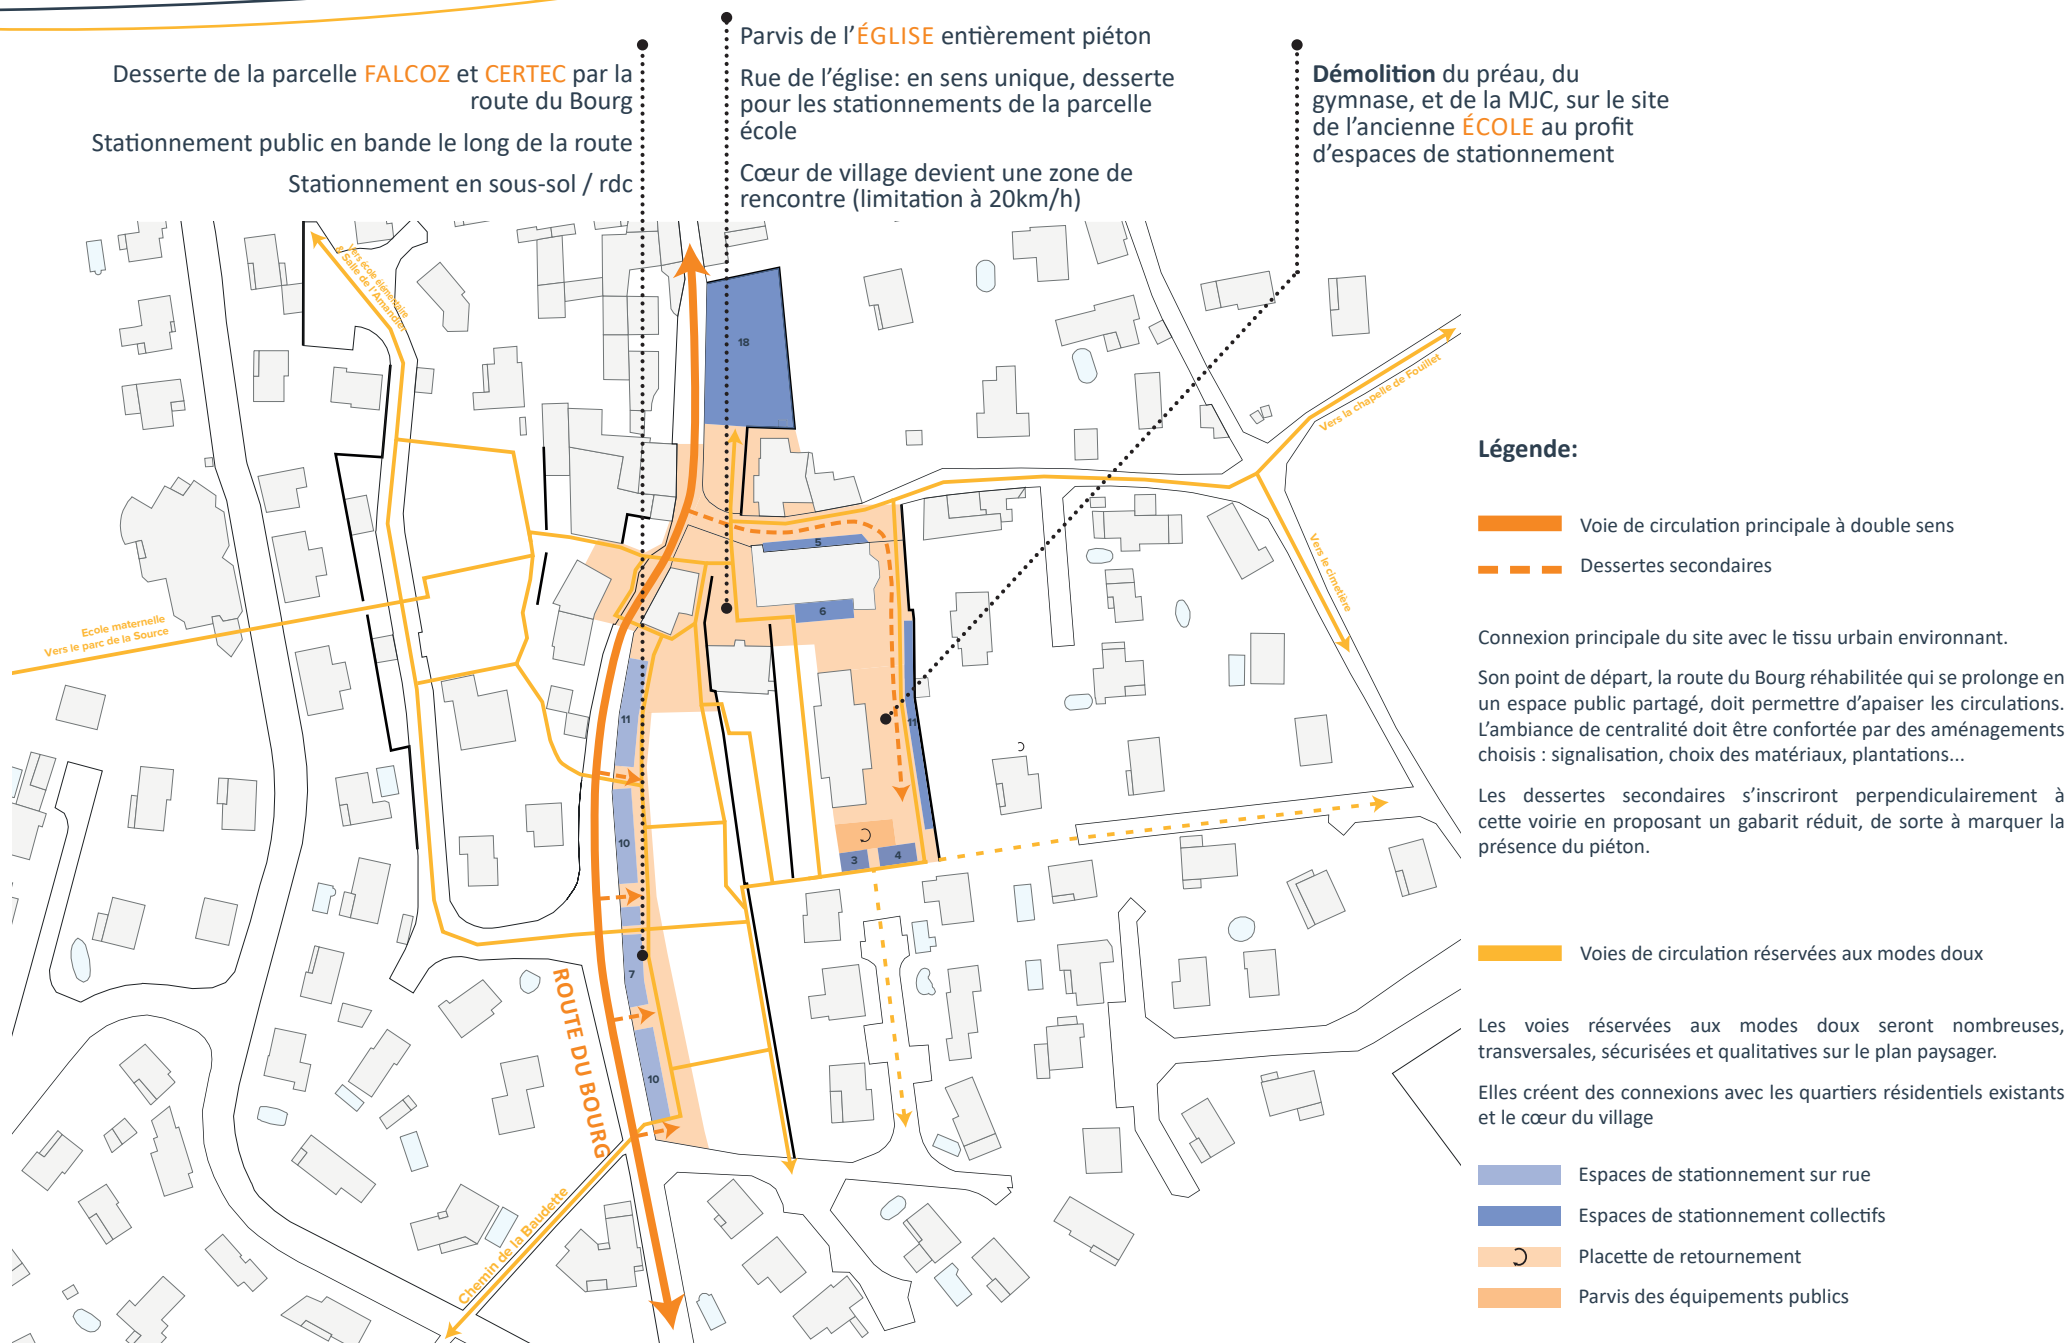 Desserte de la parcelle FALCOZ et CERTEC par la
route du Bourg
Stationnement public en bande le long de la route
Stationnement en sous-sol / rdc
Parvis de l'ÉGLISE entièrement piéton
Rue de l'église: en sens unique, desserte
pour les stationnements de la parcelle
école
Cœur de village devient une zone de
rencontre (limitation à 20km/h)
Démolition du préau, du
gymnase, et de la MJC, sur le site
de l'ancienne ÉCOLE au profit
d'espaces de stationnement
Vers école élémentaire
& Salle de l'Amandier
18
Vers la chapelle de Fouillet
5
Vers le cimetière
6
Ecole maternelle
Vers le parc de la Source
11
11
10
3
4
7
10
ROUTE DU BOURG
Chemin de la Baudette
Légende:
Voie de circulation principale à double sens
Dessertes secondaires
Connexion principale du site avec le tissu urbain environnant.
Son point de départ, la route du Bourg réhabilitée qui se prolonge en
un espace public partagé, doit permettre d'apaiser les circulations.
L'ambiance de centralité doit être confortée par des aménagements
choisis : signalisation, choix des matériaux, plantations...
Les dessertes secondaires s'inscriront perpendiculairement à
cette voirie en proposant un gabarit réduit, de sorte à marquer la
présence du piéton.
Voies de circulation réservées aux modes doux
Les voies réservées aux modes doux seront nombreuses,
transversales, sécurisées et qualitatives sur le plan paysager.
Elles créent des connexions avec les quartiers résidentiels existants
et le cœur du village
Espaces de stationnement sur rue
Espaces de stationnement collectifs
Placette de retournement
Parvis des équipements publics